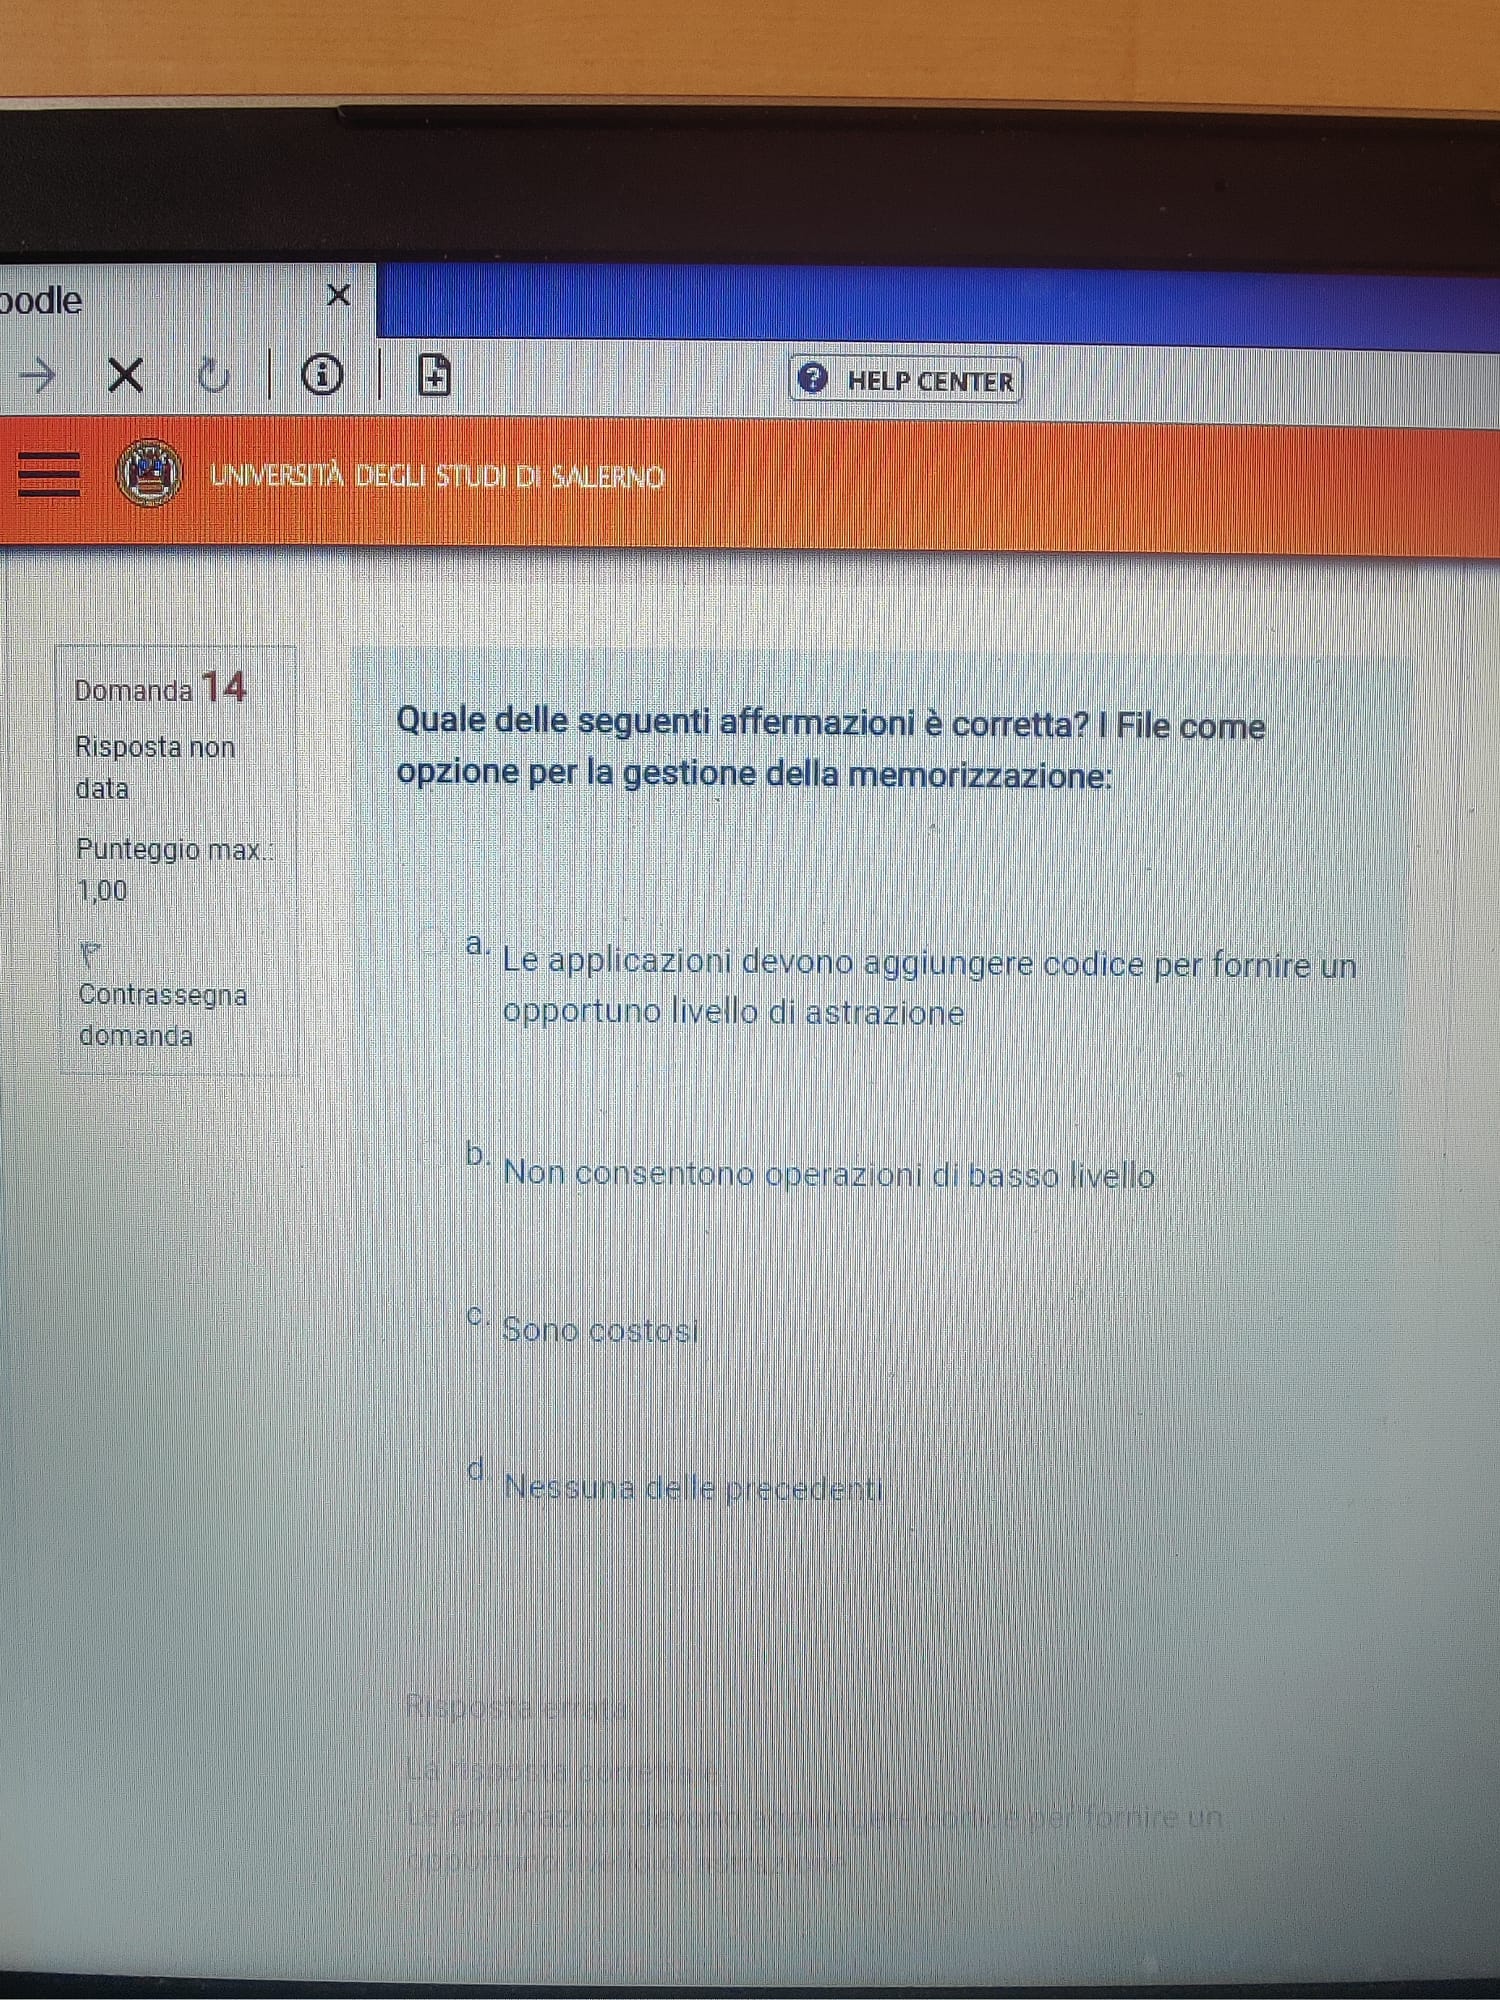 oodle
HELP CENTER
UNIVERSITÀ DEGLI STUDI DI SALERNO
Domanda 14
Risposta non
data
Punteggio max.:
1,00
Contrassegna
domanda
Quale delle seguenti affermazioni è corretta? I File come
opzione per la gestione della memorizzazione:
a. Le applicazioni devono aggiungere codice per fornire un
opportuno livello di astrazione
b. Non consentono operazioni di basso livello
c. Sono costosi
d. Nessuna delle precedenti
Risposta errata.
La risposta corretta è:
Le applicazioni devono aggiungere codice per fornire un
opportuno livello di astrazione